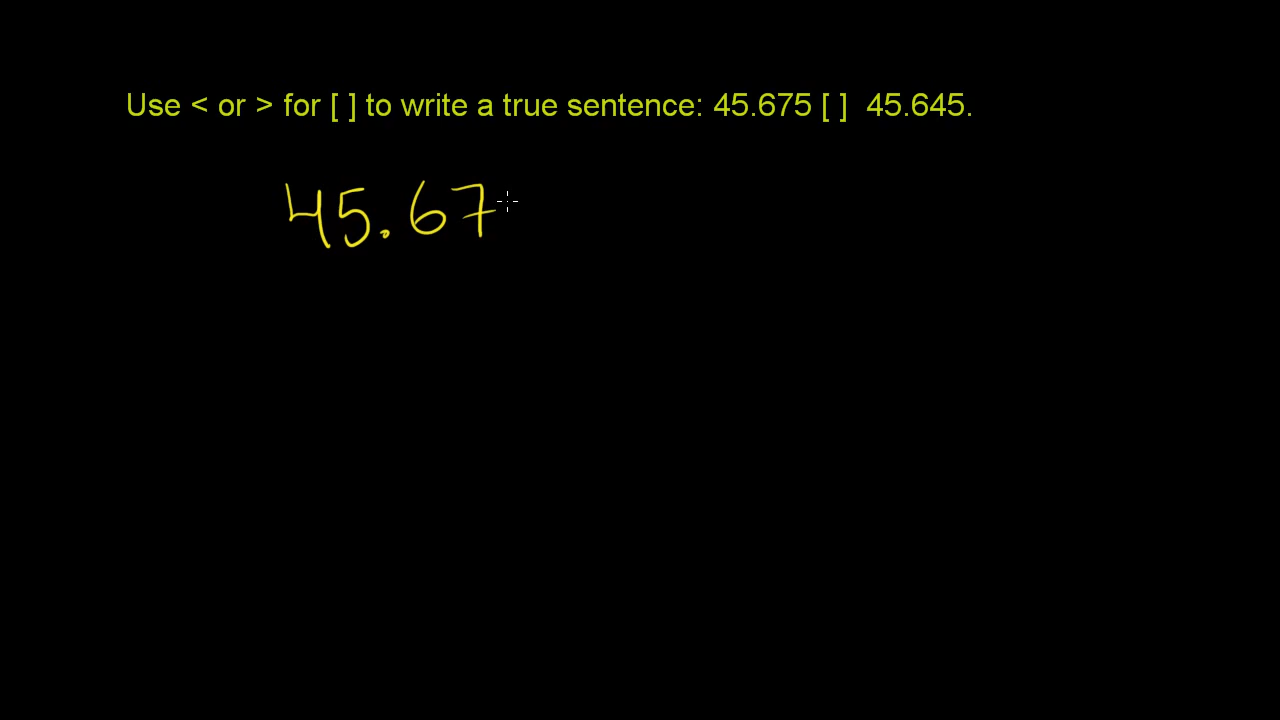 Use < or > for [ ] to write a true sentence: 45.675 [ ]  45.645.
45.67